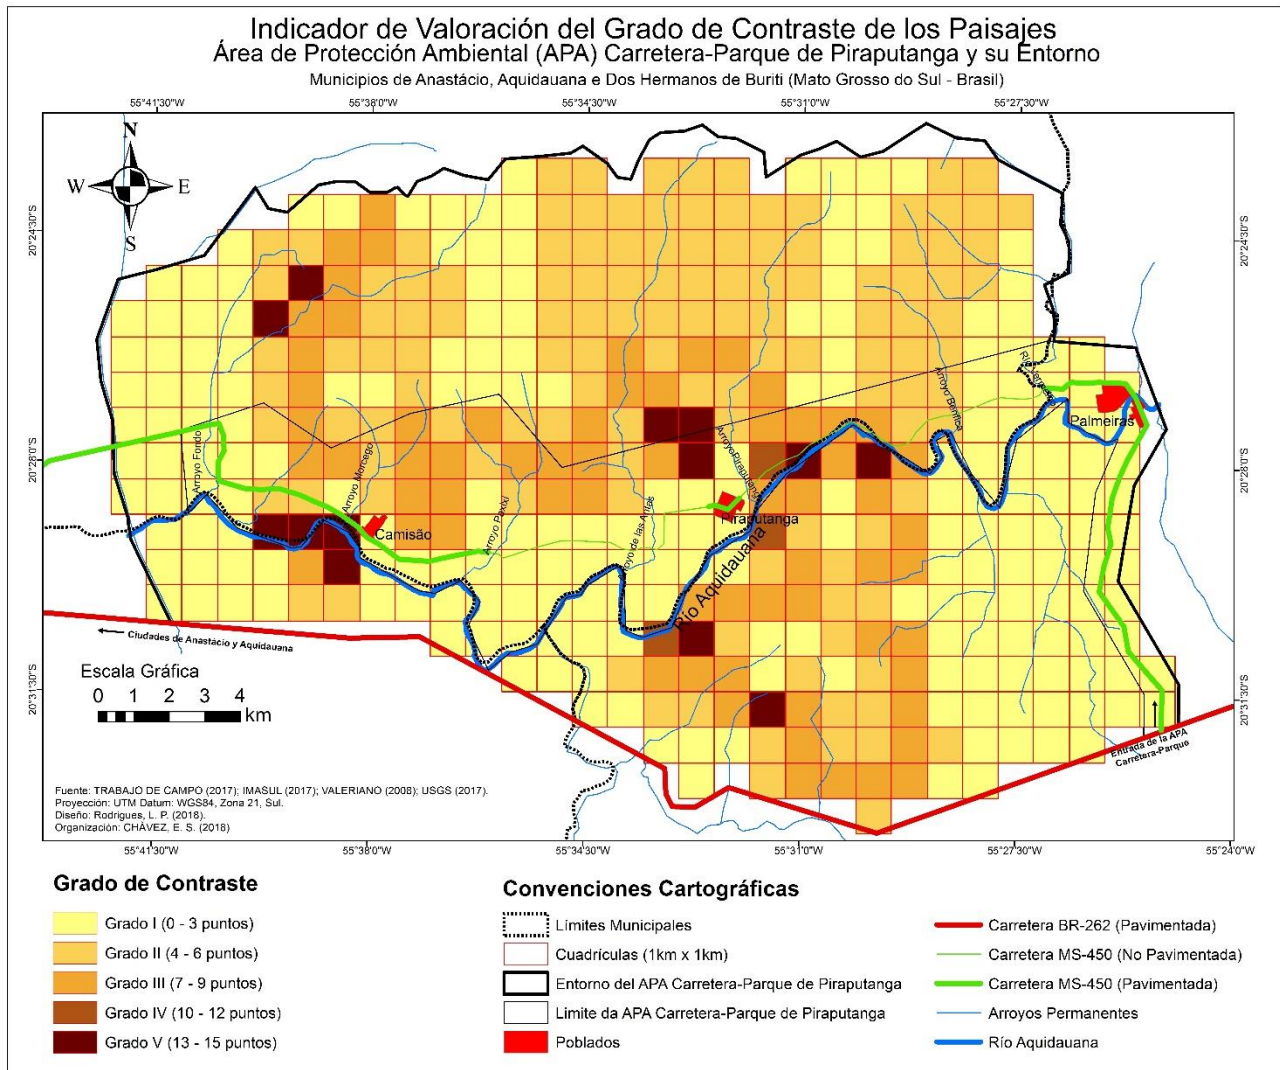 Indicador de Valoración del Grado de Contraste de los Paisajes
Área de Protección Ambiental (APA) Carretera-Parque de Piraputanga y su Entorno
Municipios de Anastácio, Aquidauana e Dos Hermanos de Buriti (Mato Grosso do Sul - Brasil)
55°41'30"W 55°38'0"W 55°34'30"W 55°31'0"W 55°27'30"W
N
W E
S
20°24'30"S 20°24'30"S
20°28'0"S 20°28'0"S
20°31'30"S 20°31'30"S
Arroyo Fondo
Arroyo Morcego
Camisão
Arroyo Paxixi
Arroyo de las Antas
Arroyo Piraputanga
Piraputanga
Río Aquidauana
Arroyo Benfica
Palmeiras
Ciudades de Anastácio y Aquidauana
Entrada de la APA
Carretera-Parque
Escala Gráfica
0 1 2 3 4
km
Fuente: TRABAJO DE CAMPO (2017); IMASUL (2017); VALERIANO (2008); USGS (2017).
Proyección: UTM Datum: WGS84, Zona 21, Sul.
Diseño: Rodrigues, L. P. (2018).
Organización: CHÁVEZ, E. S. (2018)
55°41'30"W 55°38'0"W 55°34'30"W 55°31'0"W 55°27'30"W 55°24'0"W
Grado de Contraste
Grado I (0 - 3 puntos)
Grado II (4 - 6 puntos)
Grado III (7 - 9 puntos)
Grado IV (10 - 12 puntos)
Grado V (13 - 15 puntos)
Convenciones Cartográficas
Límites Municipales
Cuadrículas (1km x 1km)
Entorno del APA Carretera-Parque de Piraputanga
Limite da APA Carretera-Parque de Piraputanga
Poblados
Carretera BR-262 (Pavimentada)
Carretera MS-450 (No Pavimentada)
Carretera MS-450 (Pavimentada)
Arroyos Permanentes
Río Aquidauana